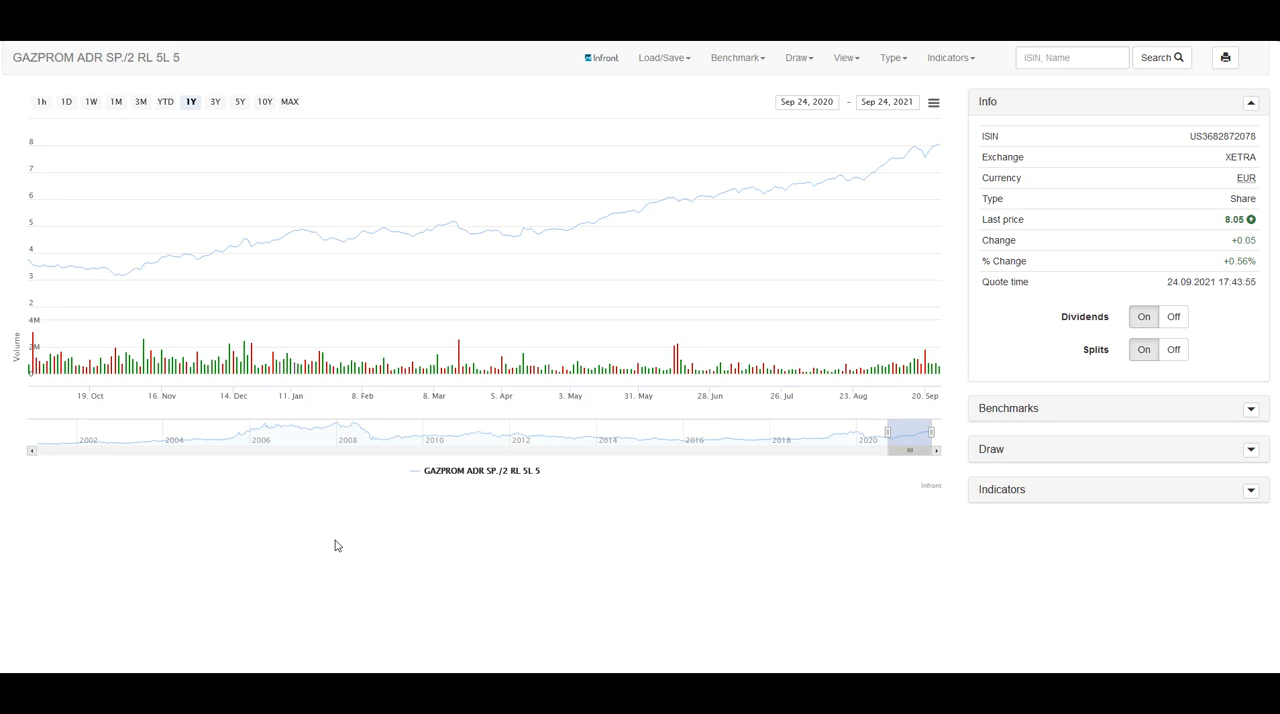 GAZPROM ADR SP./2 RL 5L 5
Infront Load/Save Benchmark Draw View Type Indicators ISIN, Name Search
1h 1D 1W 1M 3M YTD 1Y 3Y 5Y 10Y MAX
Sep 24, 2020 - Sep 24, 2021
8
7
6
5
4
3
2
Volume
4M
2M
0
19. Oct 16. Nov 14. Dec 11. Jan 8. Feb 8. Mar 5. Apr 3. May 31. May 28. Jun 26. Jul 23. Aug 20. Sep
2002 2004 2006 2008 2010 2012 2014 2016 2018 2020
GAZPROM ADR SP./2 RL 5L 5
Infront
Info
ISIN US3682872078
Exchange XETRA
Currency EUR
Type Share
Last price 8.05
Change +0.05
% Change +0.56%
Quote time 24.09.2021 17:43:55
Dividends On Off
Splits On Off
Benchmarks
Draw
Indicators